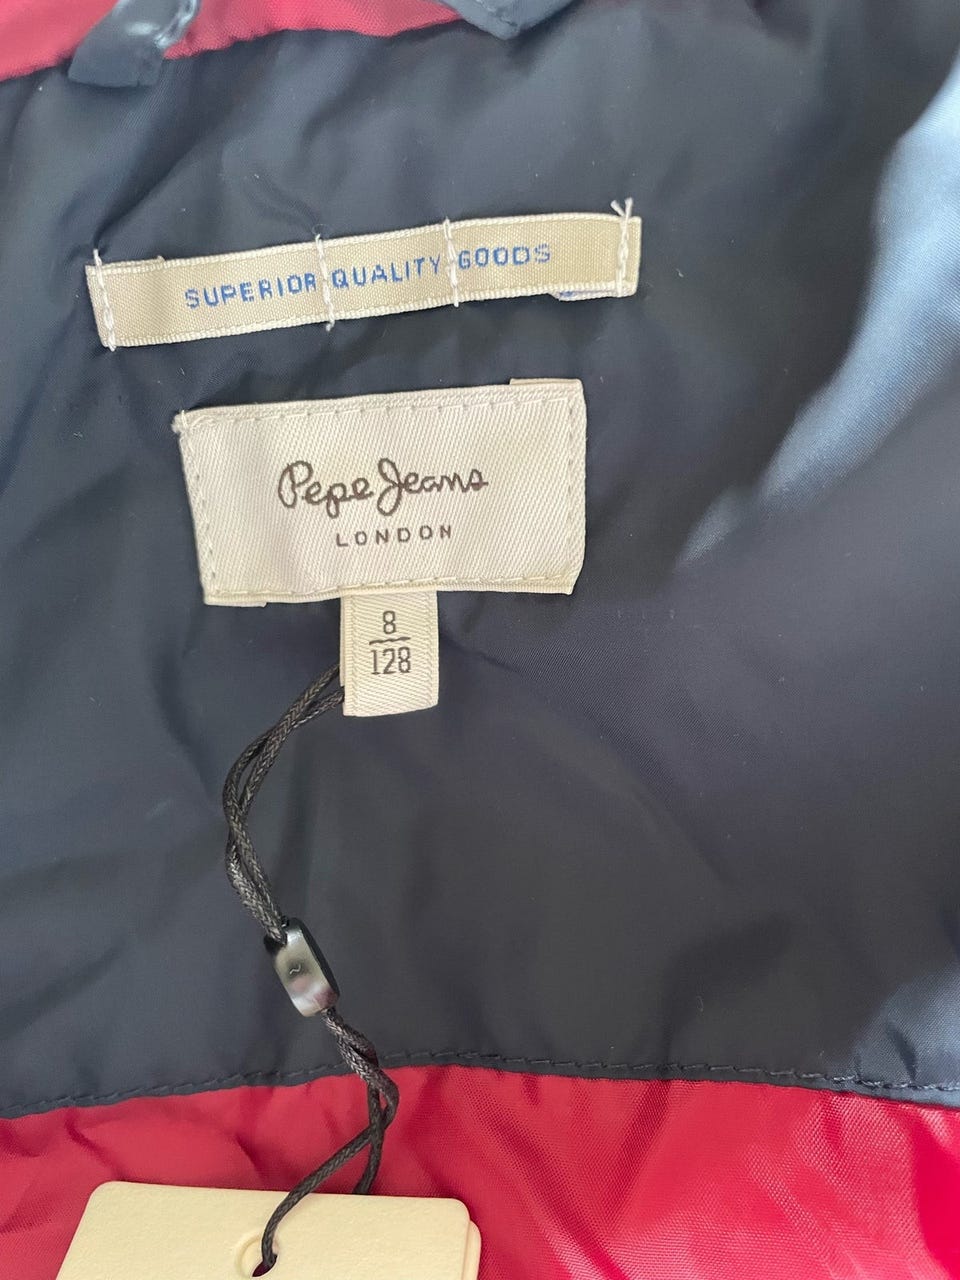 SUPERIOR QUALITY GOODS
Pepe Jeans
LONDON
8
128